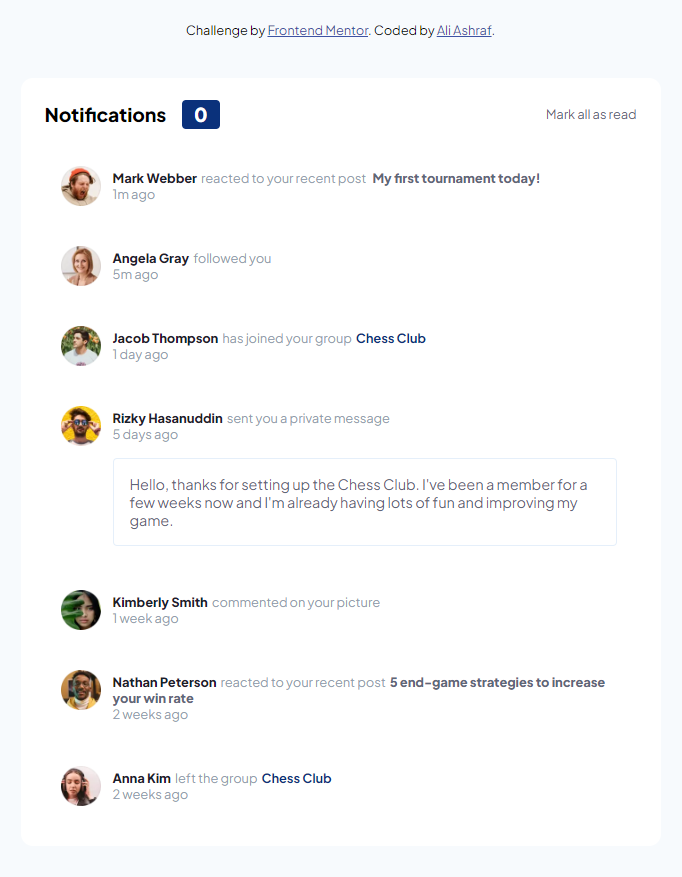 Challenge by Frontend Mentor. Coded by Ali Ashraf.
Notifications 0 Mark all as read
Mark Webber reacted to your recent post My first tournament today!
1m ago
Angela Gray followed you
5m ago
Jacob Thompson has joined your group Chess Club
1 day ago
Rizky Hasanuddin sent you a private message
5 days ago
Hello, thanks for setting up the Chess Club. I've been a member for a
few weeks now and I'm already having lots of fun and improving my
game.
Kimberly Smith commented on your picture
1 week ago
Nathan Peterson reacted to your recent post 5 end-game strategies to increase
your win rate
2 weeks ago
Anna Kim left the group Chess Club
2 weeks ago